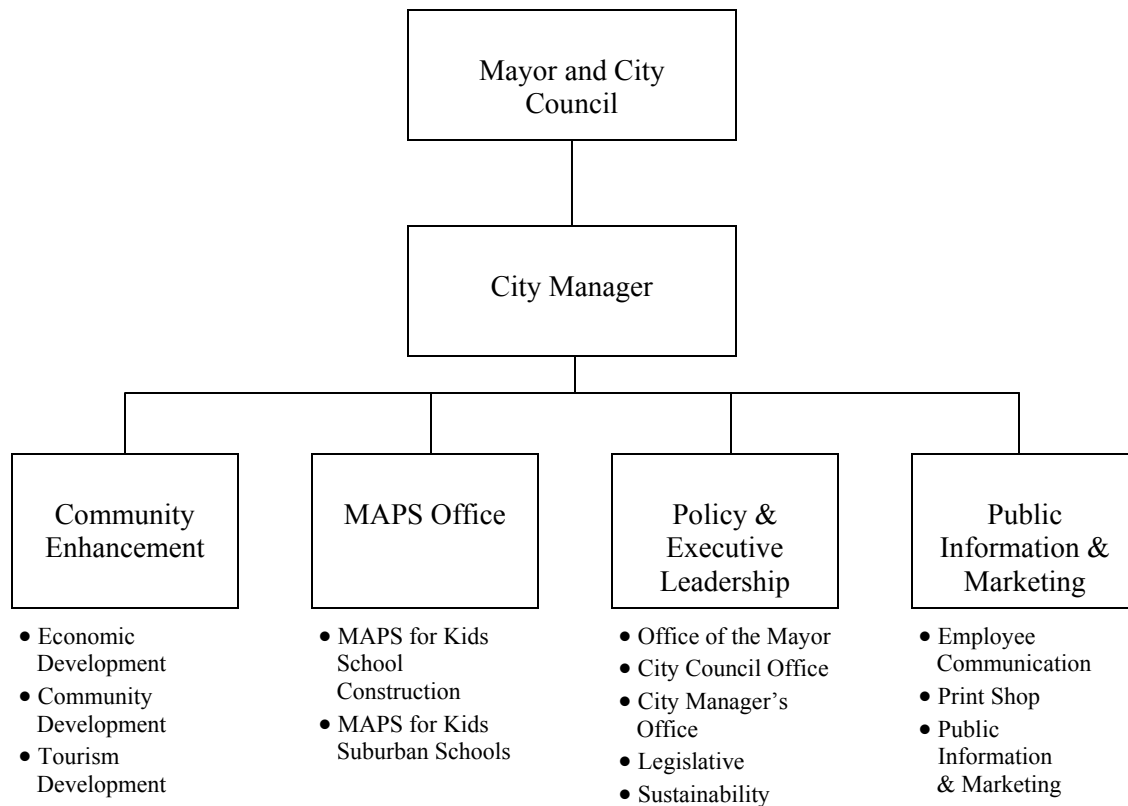 Mayor and City
Council
City Manager
Community
Enhancement
MAPS Office
Policy &
Executive
Leadership
Public
Information &
Marketing
• Economic
Development
• Community
Development
• Tourism
Development
• MAPS for Kids
School
Construction
• MAPS for Kids
Suburban Schools
• Office of the Mayor
• City Council Office
• City Manager’s
Office
• Legislative
• Sustainability
• Employee
Communication
• Print Shop
• Public
Information
& Marketing